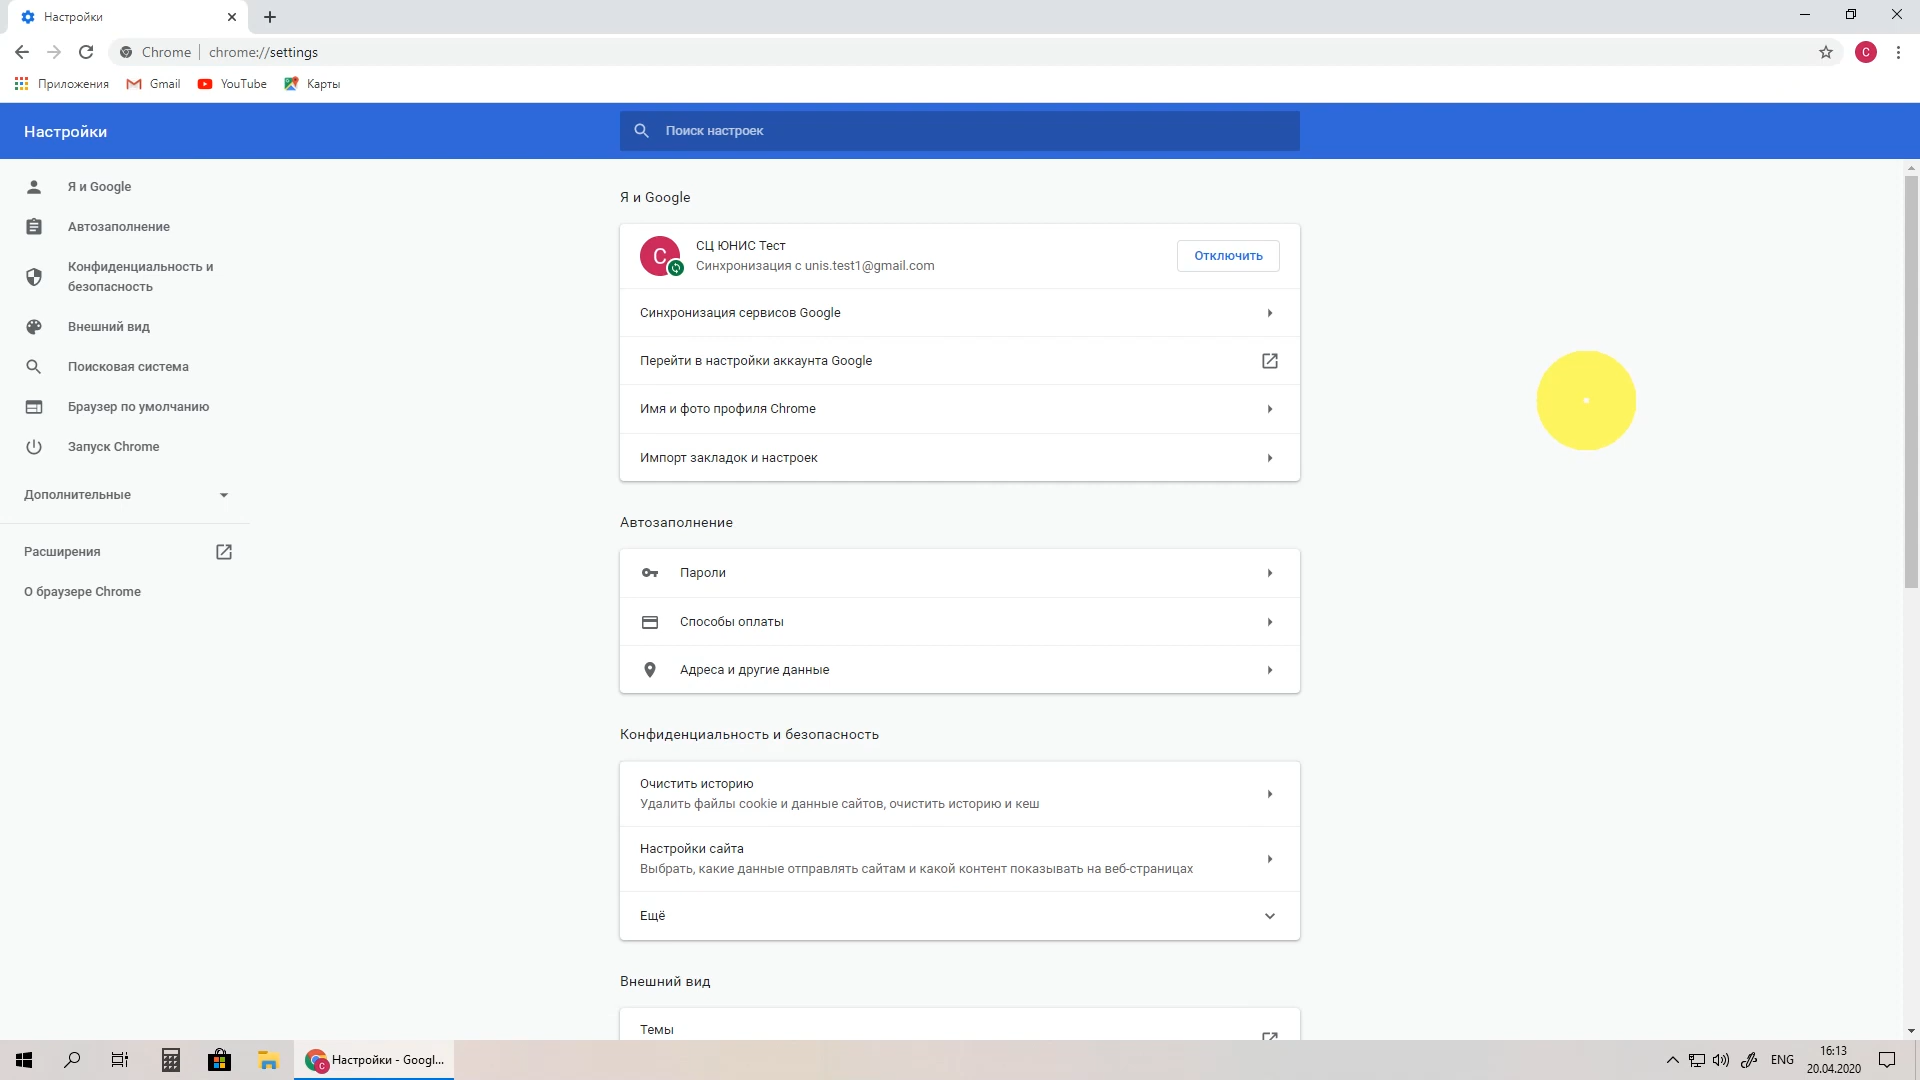 Настройки
Chrome
chrome://settings
C
Приложения
Gmail
YouTube
Карты
Настройки
Поиск настроек
Я и Google
Автозаполнение
Конфиденциальность и
безопасность
Внешний вид
Поисковая система
Браузер по умолчанию
Запуск Chrome
Дополнительные
Расширения
О браузере Chrome
Я и Google
C
СЦ ЮНИС Тест
Синхронизация с unis.test1@gmail.com
Отключить
Синхронизация сервисов Google
Перейти в настройки аккаунта Google
Имя и фото профиля Chrome
Импорт закладок и настроек
Автозаполнение
Пароли
Способы оплаты
Адреса и другие данные
Конфиденциальность и безопасность
Очистить историю
Удалить файлы cookie и данные сайтов, очистить историю и кеш
Настройки сайта
Выбрать, какие данные отправлять сайтам и какой контент показывать на веб-страницах
Ещё
Внешний вид
Темы
C
Настройки - Googl...
ENG
16:13
20.04.2020